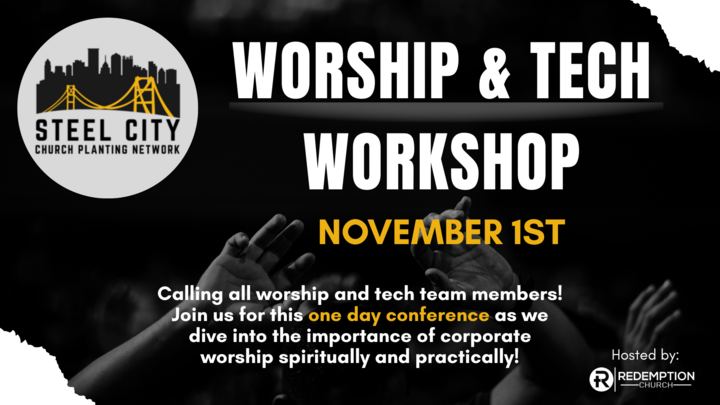 STEEL CITY
CHURCH PLANTING NETWORK
WORSHIP & TECH
WORKSHOP
NOVEMBER 1ST
Calling all worship and tech team members!
Join us for this one day conference as we
dive into the importance of corporate
worship spiritually and practically!
Hosted by:
R
REDEMPTION
CHURCH